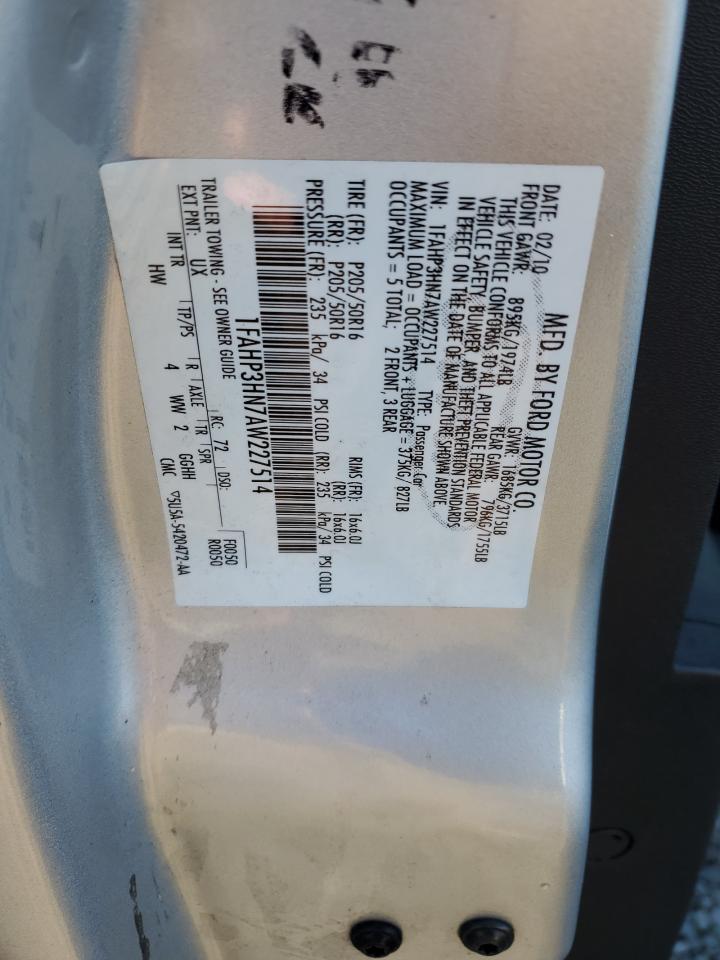 MFD. BY FORD MOTOR CO.
DATE: 02/10 GVWR: 1685KG/3715LB
FRONT GAWR: 895KG/1974LB REAR GAWR: 796KG/1755LB
THIS VEHICLE CONFORMS TO ALL APPLICABLE FEDERAL MOTOR
VEHICLE SAFETY, BUMPER, AND THEFT PREVENTION STANDARDS
IN EFFECT ON THE DATE OF MANUFACTURE SHOWN ABOVE
VIN: 1FAHP3HN7AW227514 TYPE: Passenger Car
MAXIMUM LOAD = OCCUPANTS + LUGGAGE = 375KG/ 827LB
OCCUPANTS = 5 TOTAL; 2 FRONT, 3 REAR
TIRE (FR): P205/50R16 RIMS (FR): 16x6.0J
(RR): P205/50R16 (RR): 16x6.0J
PRESSURE (FR): 235 kPa/ 34 PSI COLD (RR): 235 kPa/ 34 PSI COLD
1FAHP3HN7AW227514
TRAILER TOWING - SEE OWNER GUIDE F0050
EXT PNT: UX RC: 72 DSO: R0050
INT TR TP/PS R AXLE TR SPR
HW 4 WW 2 GGHH
CMC 5U5A-5420472-AA